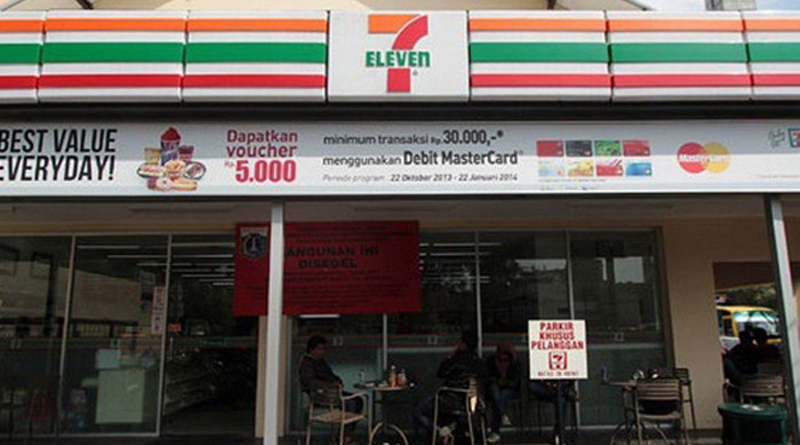 7
ELEVEN
BEST VALUE
EVERYDAY!
Dapatkan
voucher
Rp. 5.000
minimum transaksi Rp. 30.000,-*
menggunakan Debit MasterCard
Periode program : 22 Oktober 2013 - 22 Januari 2014
MasterCard
BANGUNAN INI
DISEGEL
PARKIR
KHUSUS
PELANGGAN